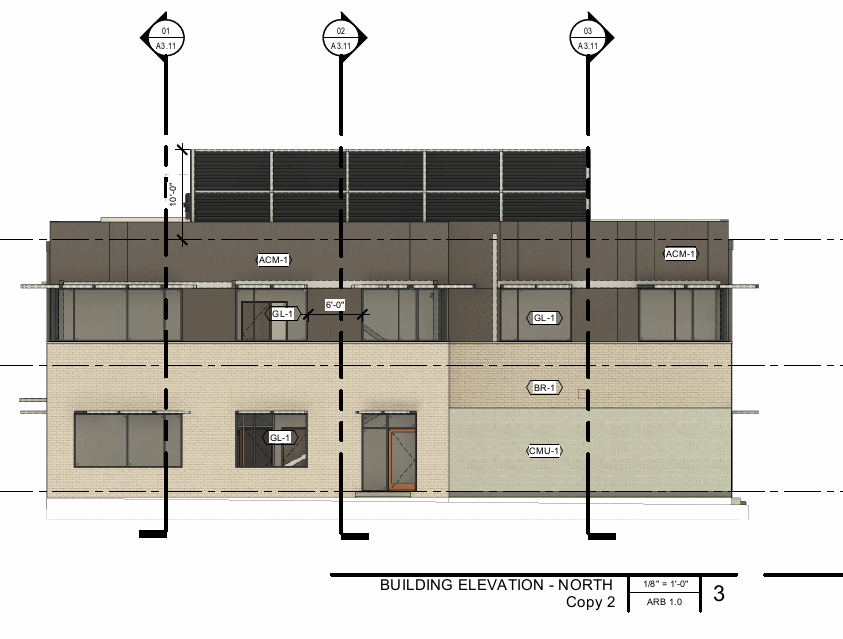 01
A3.11
02
A3.11
03
A3.11
10'-0"
ACM-1
ACM-1
6'-0"
GL-1
GL-1
BR-1
GL-1
CMU-1
BUILDING ELEVATION - NORTH
Copy 2
1/8" = 1'-0"
ARB 1.0
3